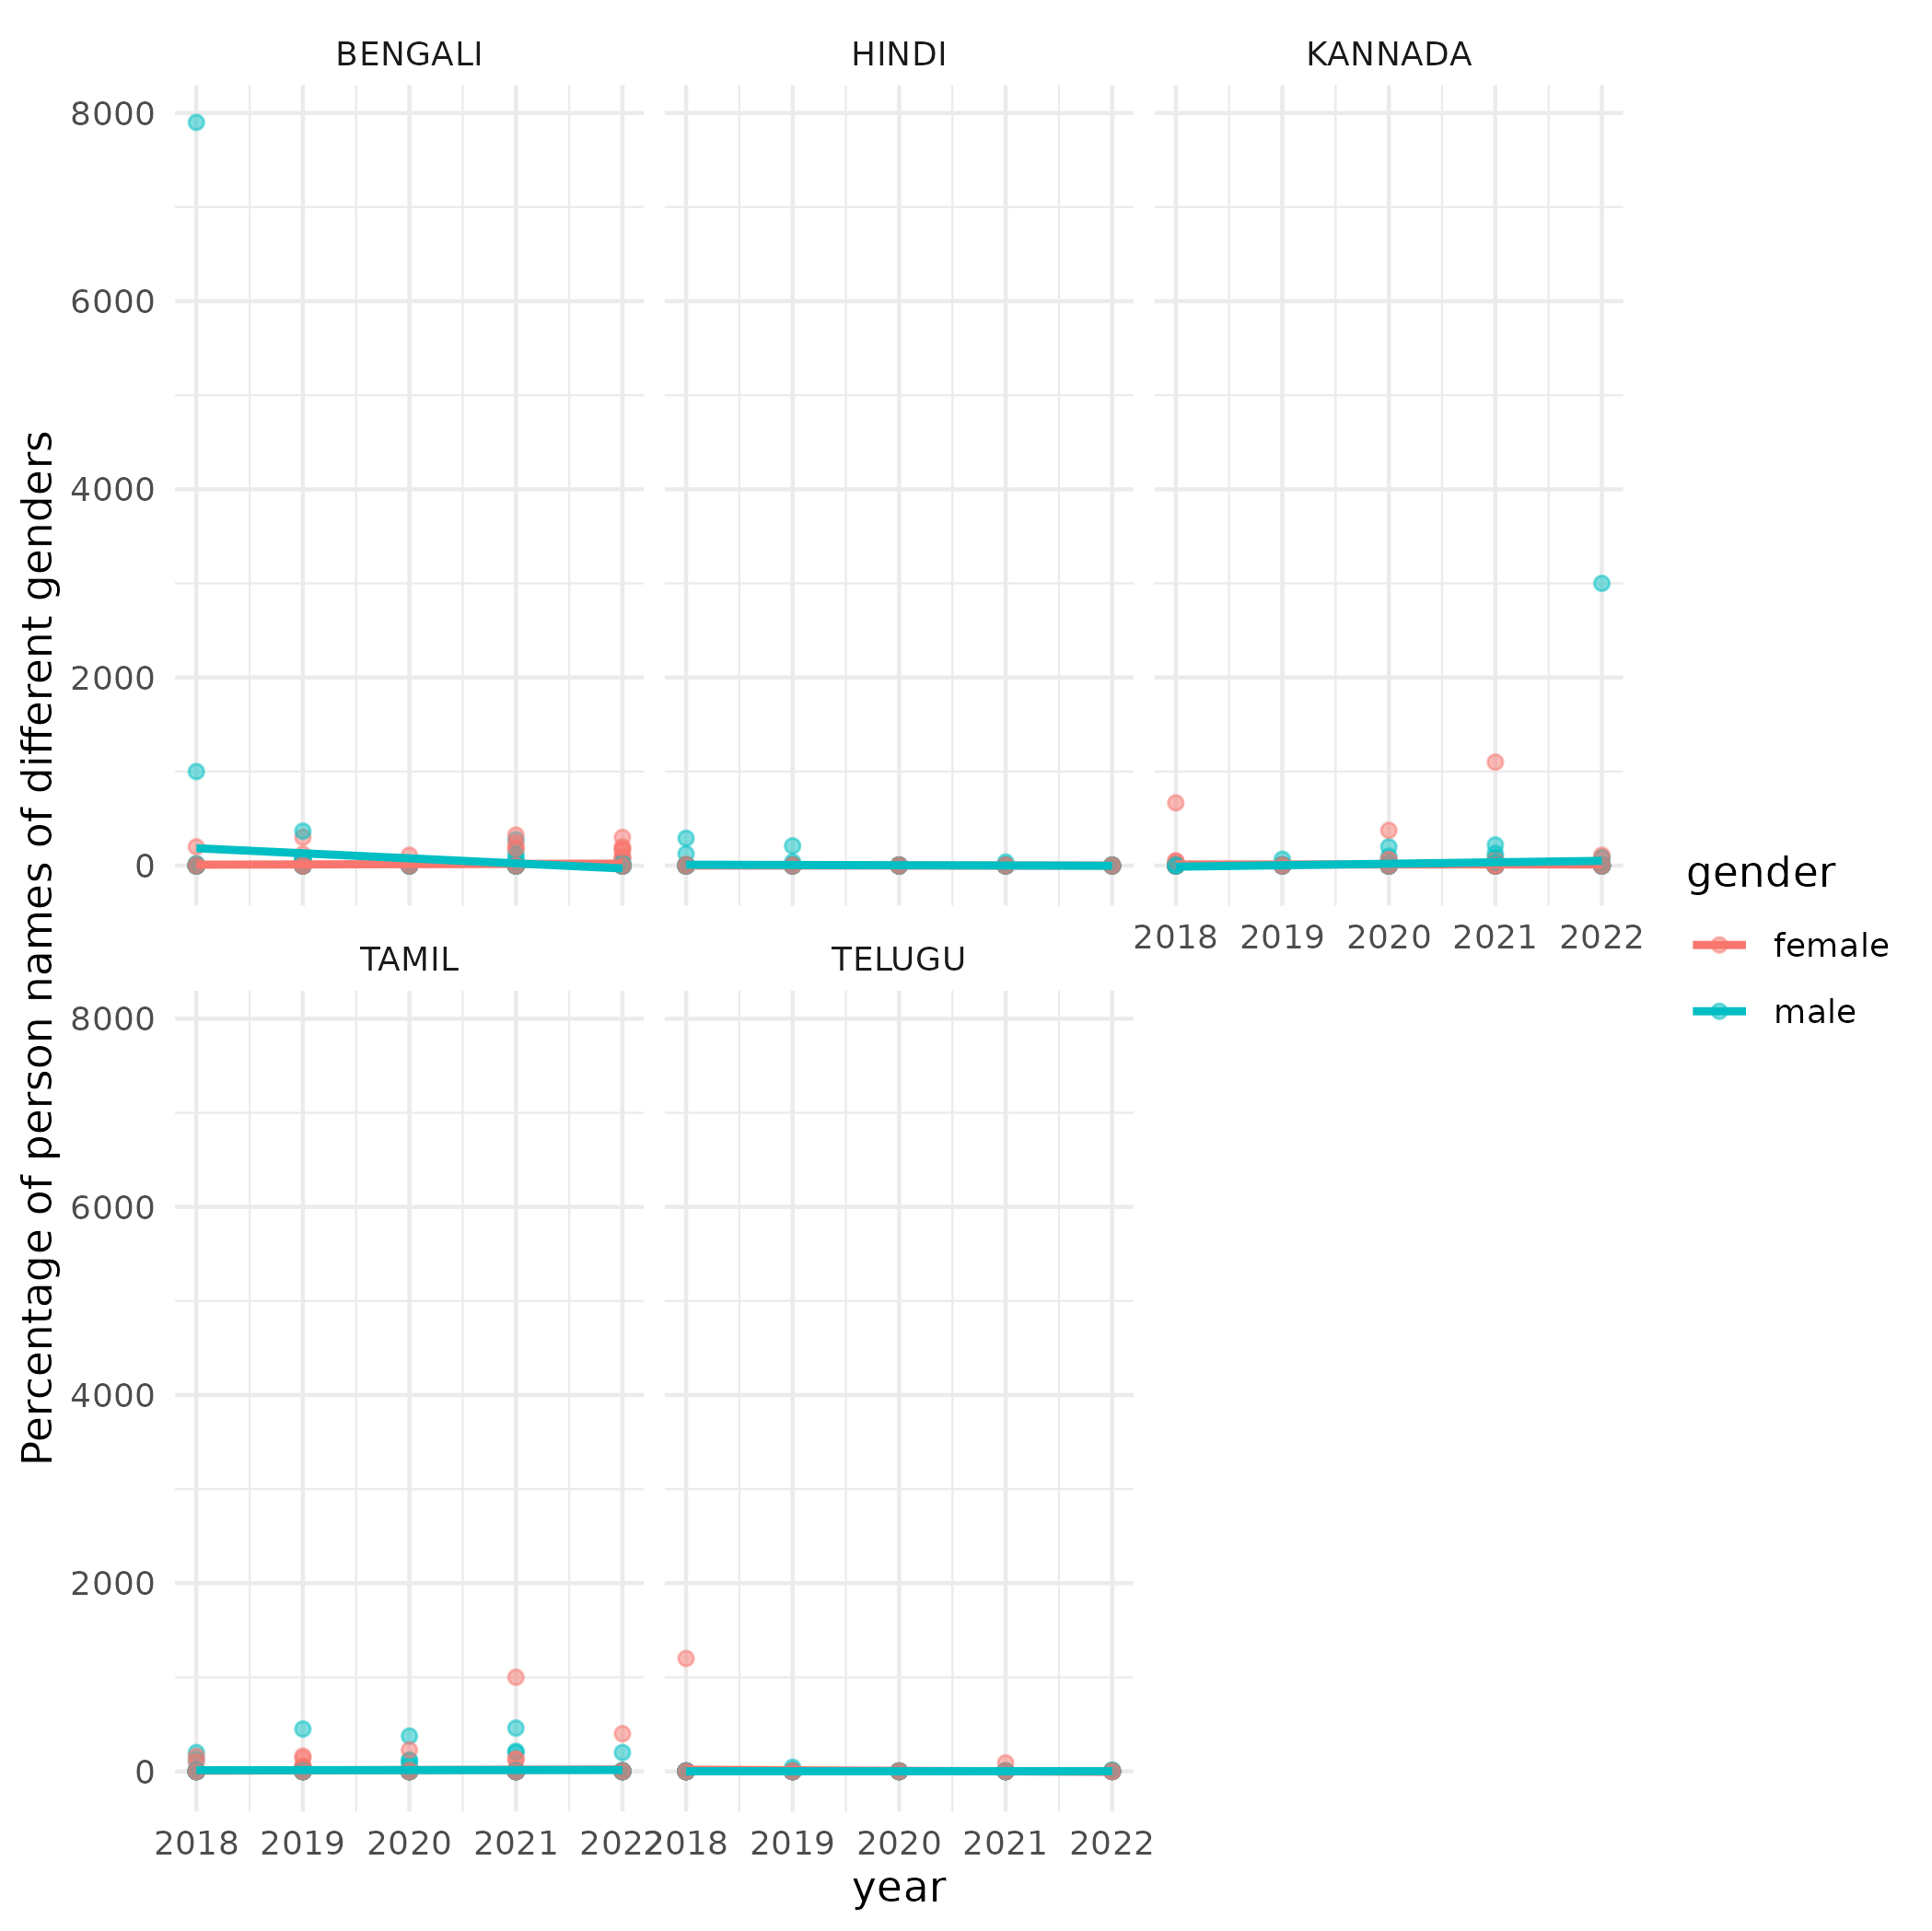 BENGALI HINDI KANNADA
8000
6000
4000
2000
0
2018 2019 2020 2021 2022
TAMIL TELUGU
8000
6000
4000
2000
0
2018 2019 2020 2021 2022 2018 2019 2020 2021 2022
year
Percentage of person names of different genders
gender
female
male